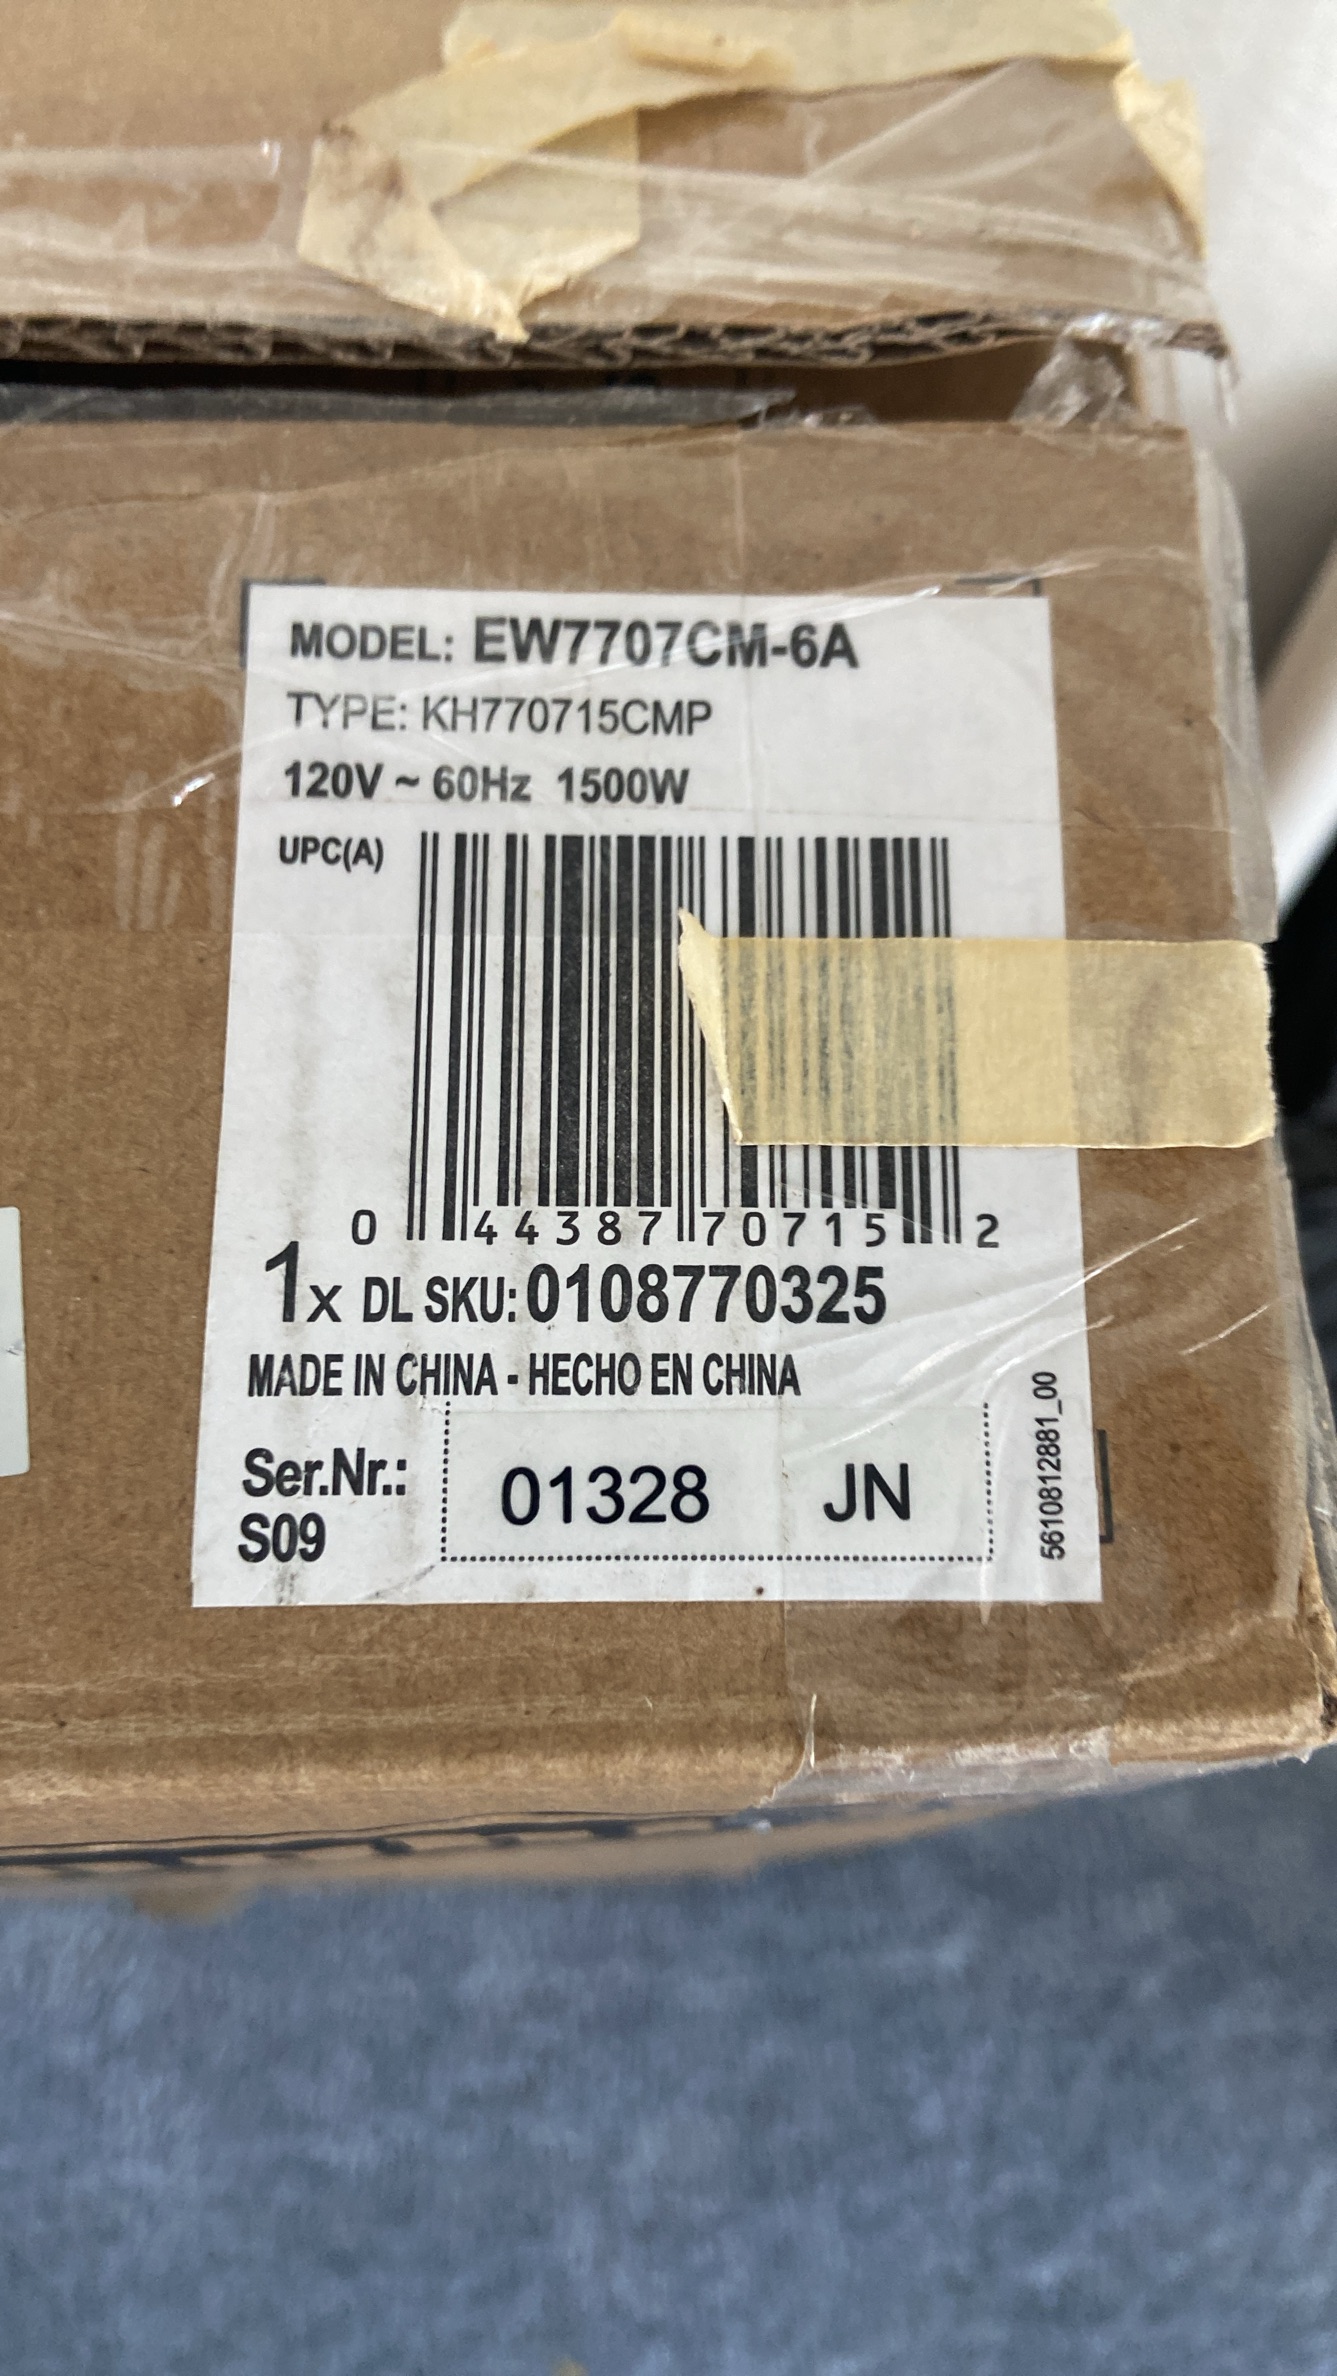 MODEL: EW7707CM-6A
TYPE: KH770715CMP
120V ~ 60Hz 1500W
UPC(A)
0 44387 70715 2
1x DL SKU: 0108770325
MADE IN CHINA - HECHO EN CHINA
Ser.Nr.:
S09
01328 JN
5610812881_00